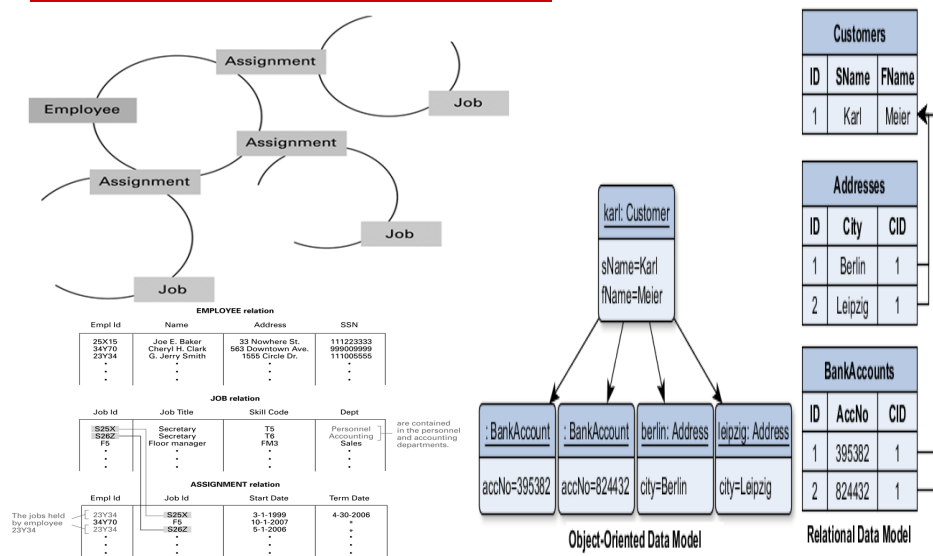 Assignment
Job
Employee
Assignment
Assignment
Job
Job
EMPLOYEE relation
Empl Id Name Address SSN
25X15 Joe E. Baker 33 Nowhere St. 111223333
34Y70 Cheryl H. Clark 563 Downtown Ave. 999009999
23Y34 G. Jerry Smith 1555 Circle Dr. 111005555
JOB relation
Job Id Job Title Skill Code Dept
S25X Secretary T5 Personnel
S26Z Secretary T6 Accounting
F5 Floor manager FM3 Sales
are contained
in the personnel
and accounting
departments.
ASSIGNMENT relation
Empl Id Job Id Start Date Term Date
23Y34 S25X 3-1-1999 4-30-2006
34Y70 F5 10-1-2007 *
23Y34 S26Z 5-1-2006 *
The jobs held
by employee
23Y34
karl: Customer
sName=Karl
fName=Meier
: BankAccount
accNo=395382
: BankAccount
accNo=824432
berlin: Address
city=Berlin
leipzig: Address
city=Leipzig
Object-Oriented Data Model
Customers
ID SName FName
1 Karl Meier
Addresses
ID City CID
1 Berlin 1
2 Leipzig 1
BankAccounts
ID AccNo CID
1 395382 1
2 824432 1
Relational Data Model